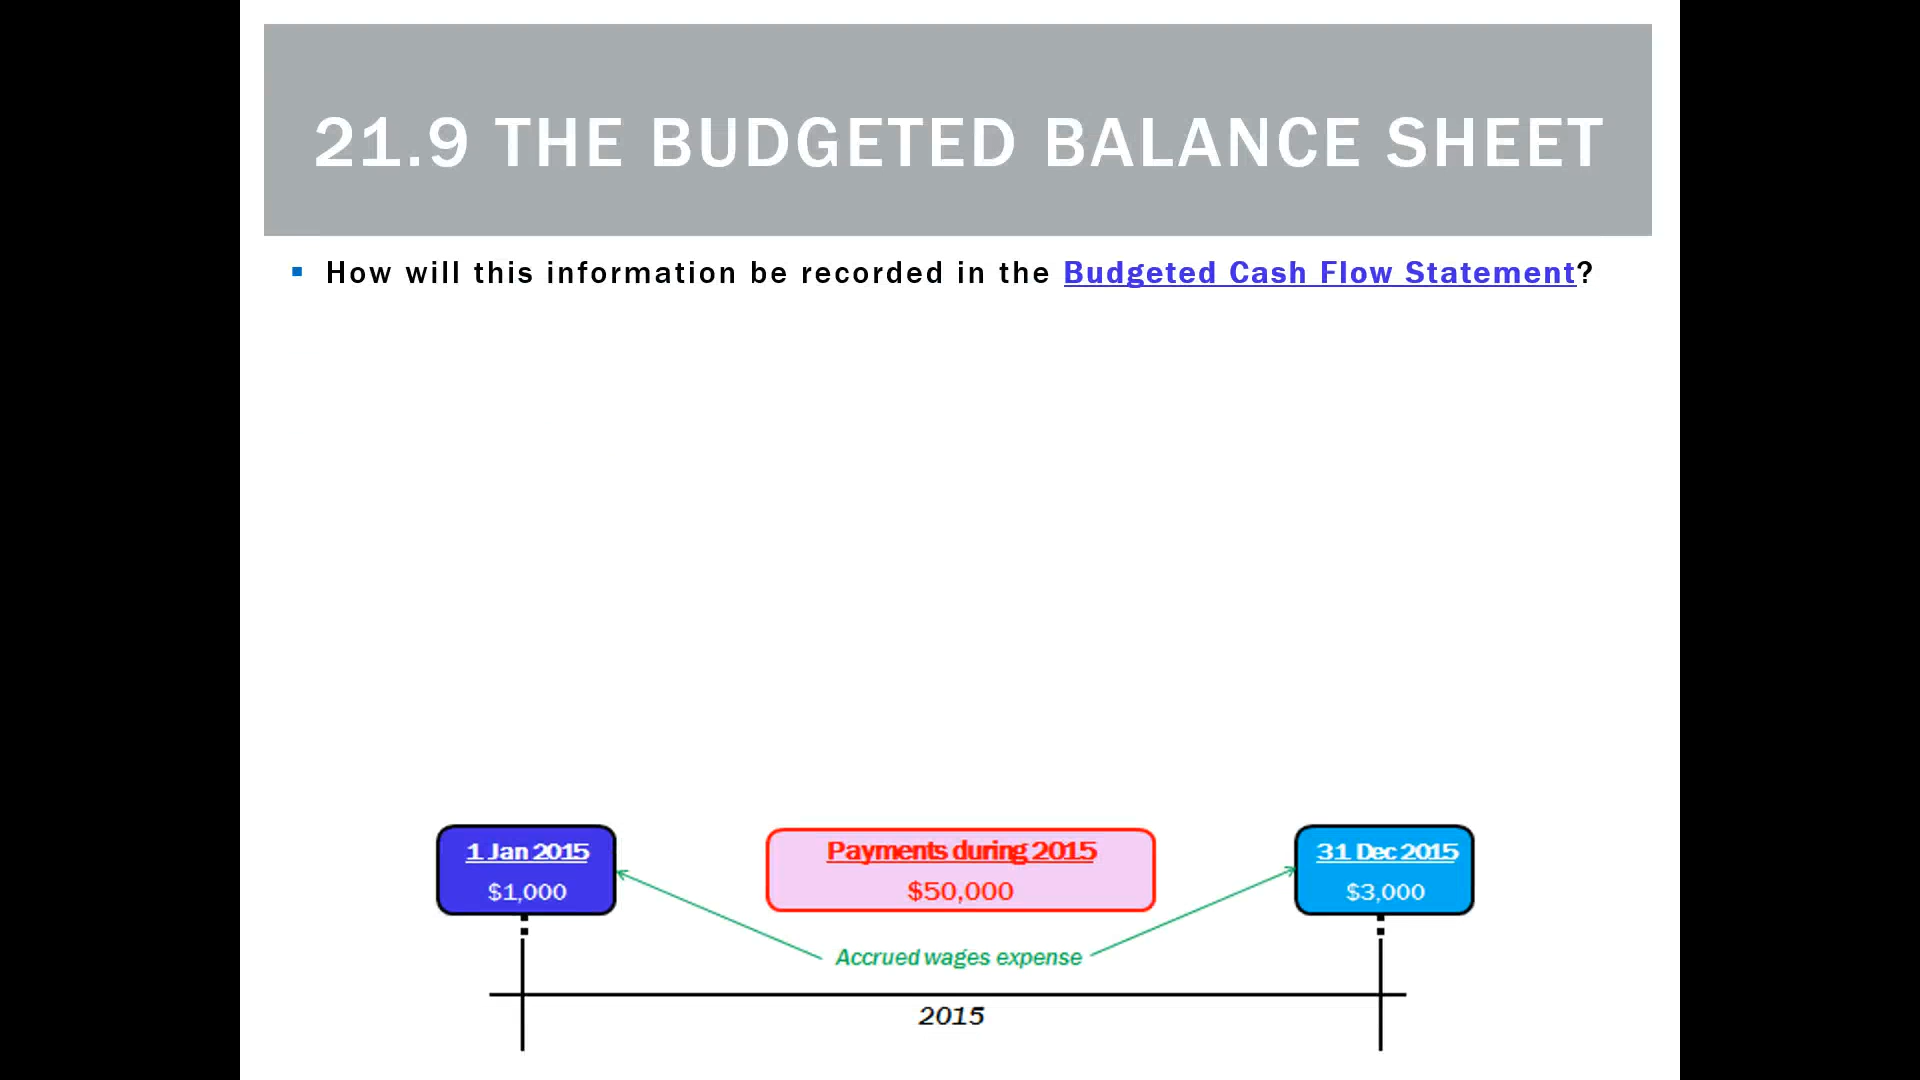 21.9 THE BUDGETED BALANCE SHEET
How will this information be recorded in the Budgeted Cash Flow Statement?
1 Jan 2015
$1,000
Payments during 2015
$50,000
31 Dec 2015
$3,000
Accrued wages expense
2015